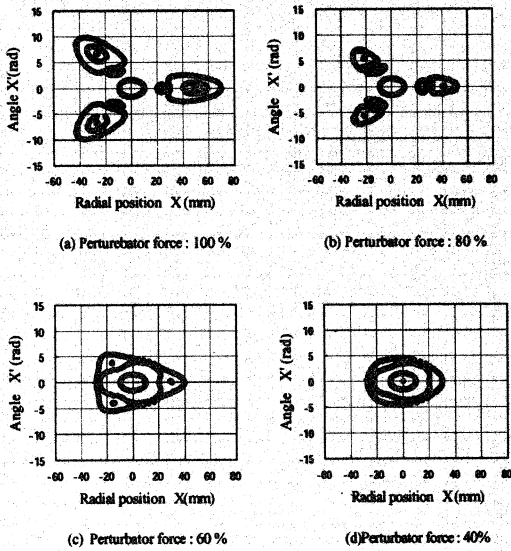 15
10
5
0
-5
-10
-15
Angle X'(rad)
-60 -40 -20 0 20 40 60 80
Radial position X(mm)
(a) Perturebator force : 100 %
15
10
5
0
-5
-10
-15
Angle X' (rad)
-60 -40 -20 0 20 40 60 80
Radial position X(mm)
(b) Perturbator force : 80 %
15
10
5
0
-5
-10
-15
Angle X' (rad)
-60 -40 -20 0 20 40 60 80
Radial position X(mm)
(c) Perturbator force : 60 %
15
10
5
0
-5
-10
-15
Angle X' (rad)
-60 -40 -20 0 20 40 60 80
Radial position X(mm)
(d)Perturbator force : 40%